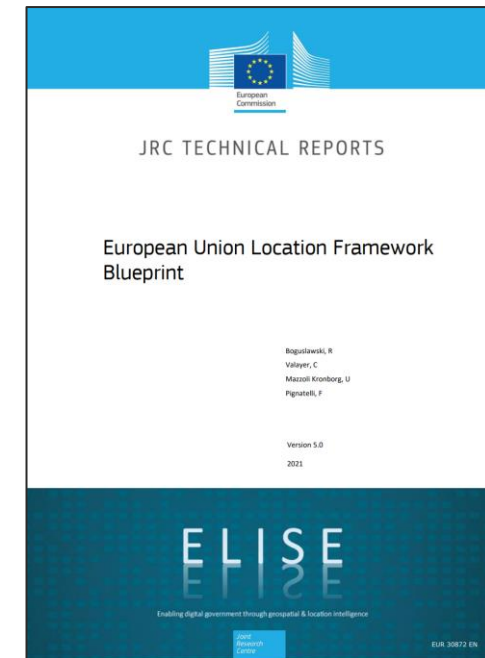 European
Commission
JRC TECHNICAL REPORTS
European Union Location Framework
Blueprint
Boguslawski, R
Valayer, C
Mazzoli Kronborg, U
Pignatelli, F
Version 5.0
2021
ELISE
Enabling digital government through geospatial & location intelligence
Joint
Research
Centre
EUR 30872 EN